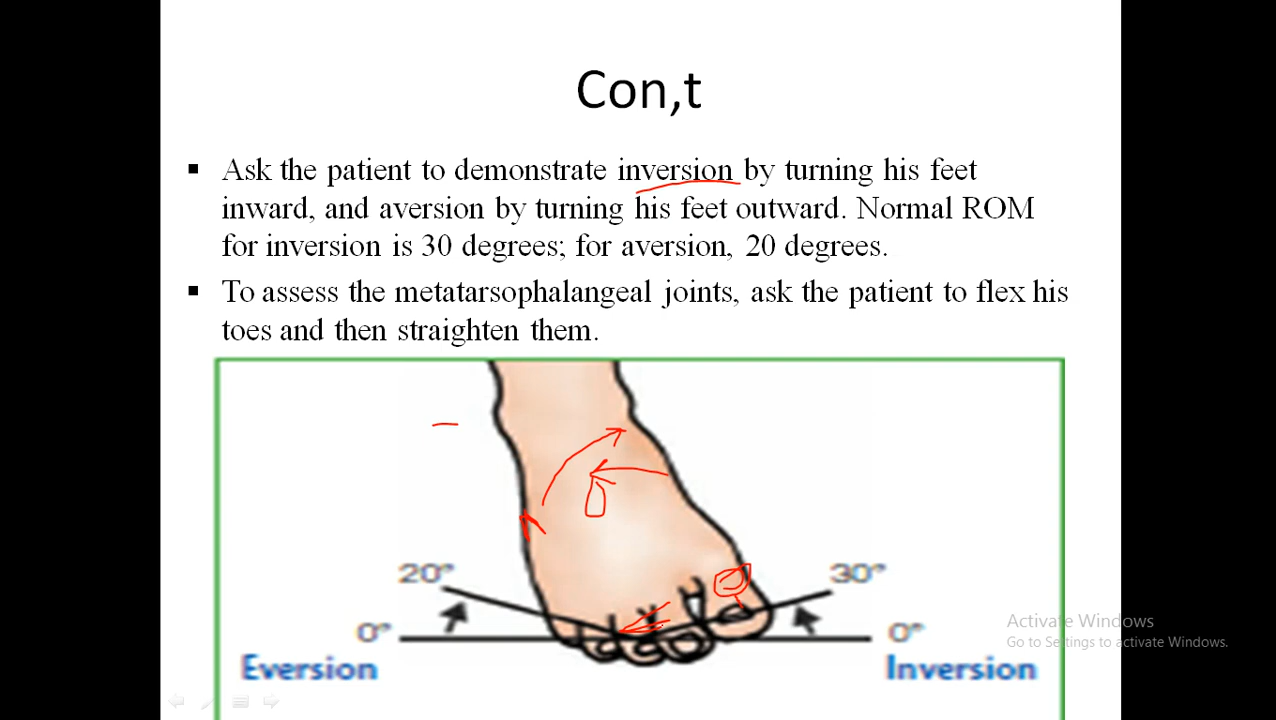 Con,t
▪ Ask the patient to demonstrate inversion by turning his feet
inward, and aversion by turning his feet outward. Normal ROM
for inversion is 30 degrees; for aversion, 20 degrees.
▪ To assess the metatarsophalangeal joints, ask the patient to flex his
toes and then straighten them.
20° 30°
0° 0°
Eversion Inversion
Activate Windows
Go to Settings to activate Windows.